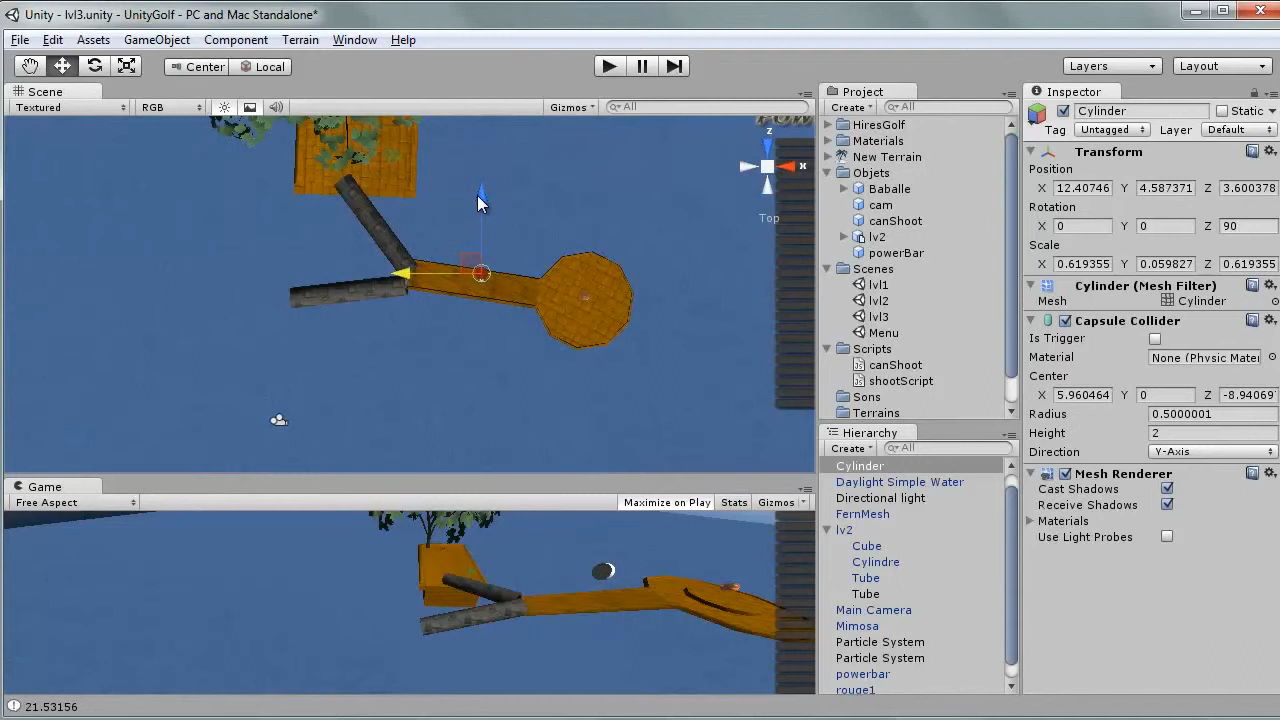 Unity - lvl3.unity - UnityGolf - PC and Mac Standalone*
File Edit Assets GameObject Component Terrain Window Help
Center Local Layers Layout
Scene
Textured RGB Gizmos All
z
x
Top
Game
Free Aspect Maximize on Play Stats Gizmos
Project
Create All
HiresGolf
Materials
New Terrain
Objets
Baballe
cam
canShoot
lv2
powerBar
Scenes
lvl1
lvl2
lvl3
Menu
Scripts
canShoot
shootScript
Sons
Terrains
Hierarchy
Create All
Cylinder
Daylight Simple Water
Directional light
FernMesh
lv2
Cube
Cylindre
Tube
Tube
Main Camera
Mimosa
Particle System
Particle System
powerbar
rouge1
Inspector
Cylinder Static
Tag Untagged Layer Default
Transform
Position
X 12.40746 Y 4.587331 Z 3.600378
Rotation
X 0 Y 0 Z 90
Scale
X 0.619355 Y 0.059827 Z 0.619355
Cylinder (Mesh Filter)
Mesh Cylinder
Capsule Collider
Is Trigger
Material None (Physic Mater
Center
X 5.960464 Y 0 Z -8.94069
Radius 0.5000001
Height 2
Direction Y-Axis
Mesh Renderer
Cast Shadows
Receive Shadows
Materials
Use Light Probes
21.53156